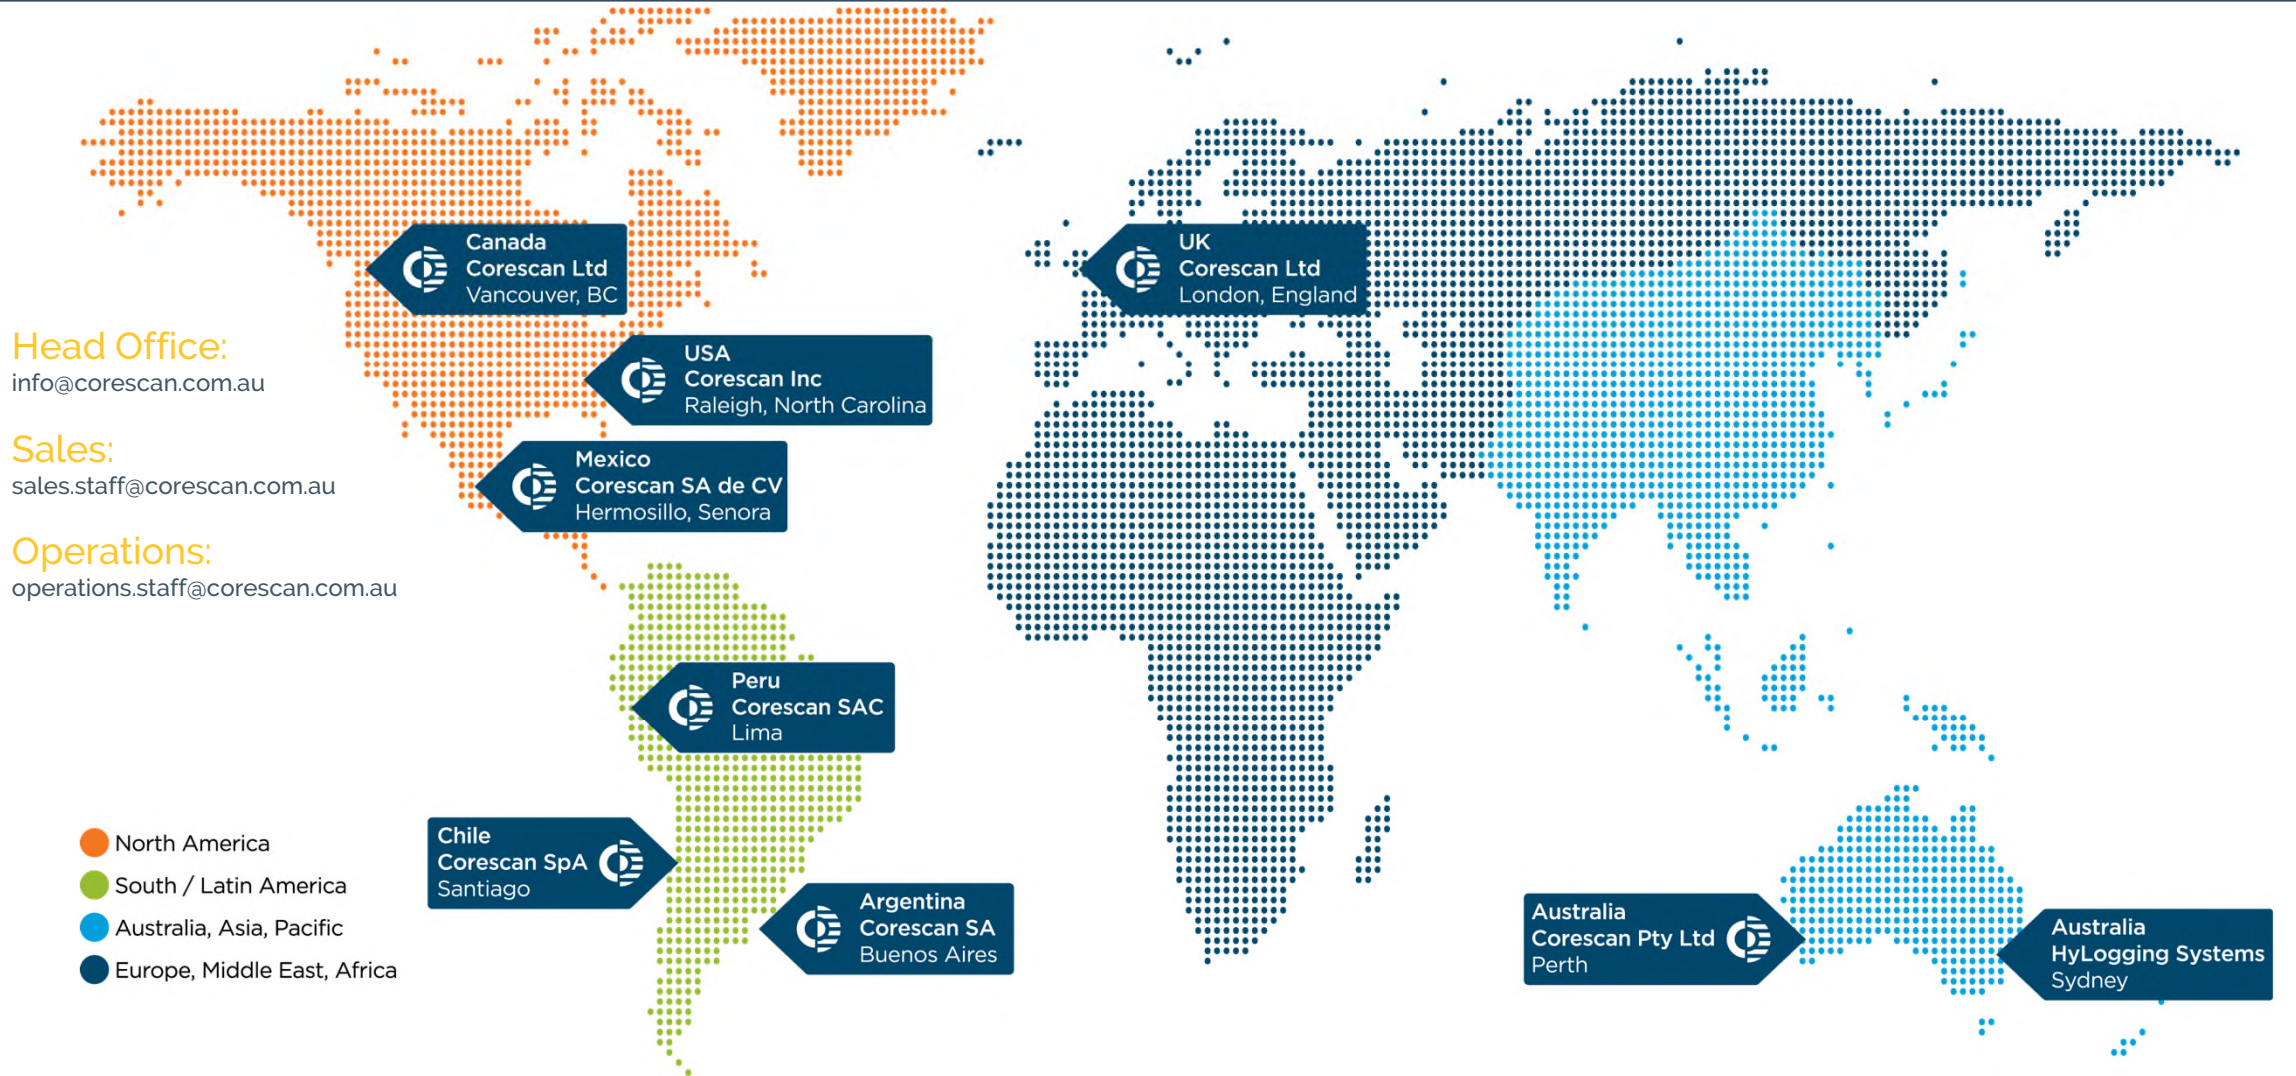 Canada
Corescan Ltd
Vancouver, BC
UK
Corescan Ltd
London, England
Head Office:
info@corescan.com.au
USA
Corescan Inc
Raleigh, North Carolina
Sales:
sales.staff@corescan.com.au
Mexico
Corescan SA de CV
Hermosillo, Senora
Operations:
operations.staff@corescan.com.au
Peru
Corescan SAC
Lima
Chile
Corescan SpA
Santiago
Argentina
Corescan SA
Buenos Aires
Australia
Corescan Pty Ltd
Perth
Australia
HyLogging Systems
Sydney
North America
South / Latin America
Australia, Asia, Pacific
Europe, Middle East, Africa